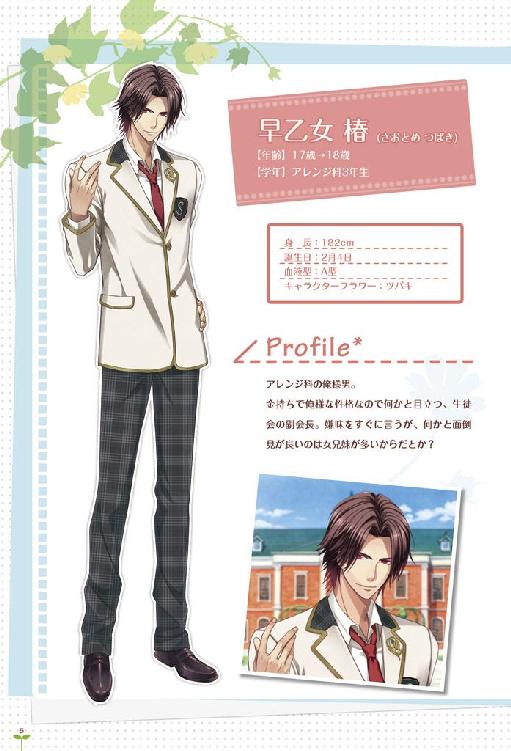 早乙女 椿 (さおとめ つばき)
【年齢】17歳→18歳
【学年】アレンジ科3年生
身　長：182cm
誕生日：2月4日
血液型：A型
キャラクターフラワー：ツバキ
Profile*
アレンジ科の俺様男。
金持ちで俺様な性格なので何かと目立つ、生徒
会の副会長。嫌味をすぐに言うが、何かと面倒
見が良いのは女兄妹が多いからだとか？
S
5